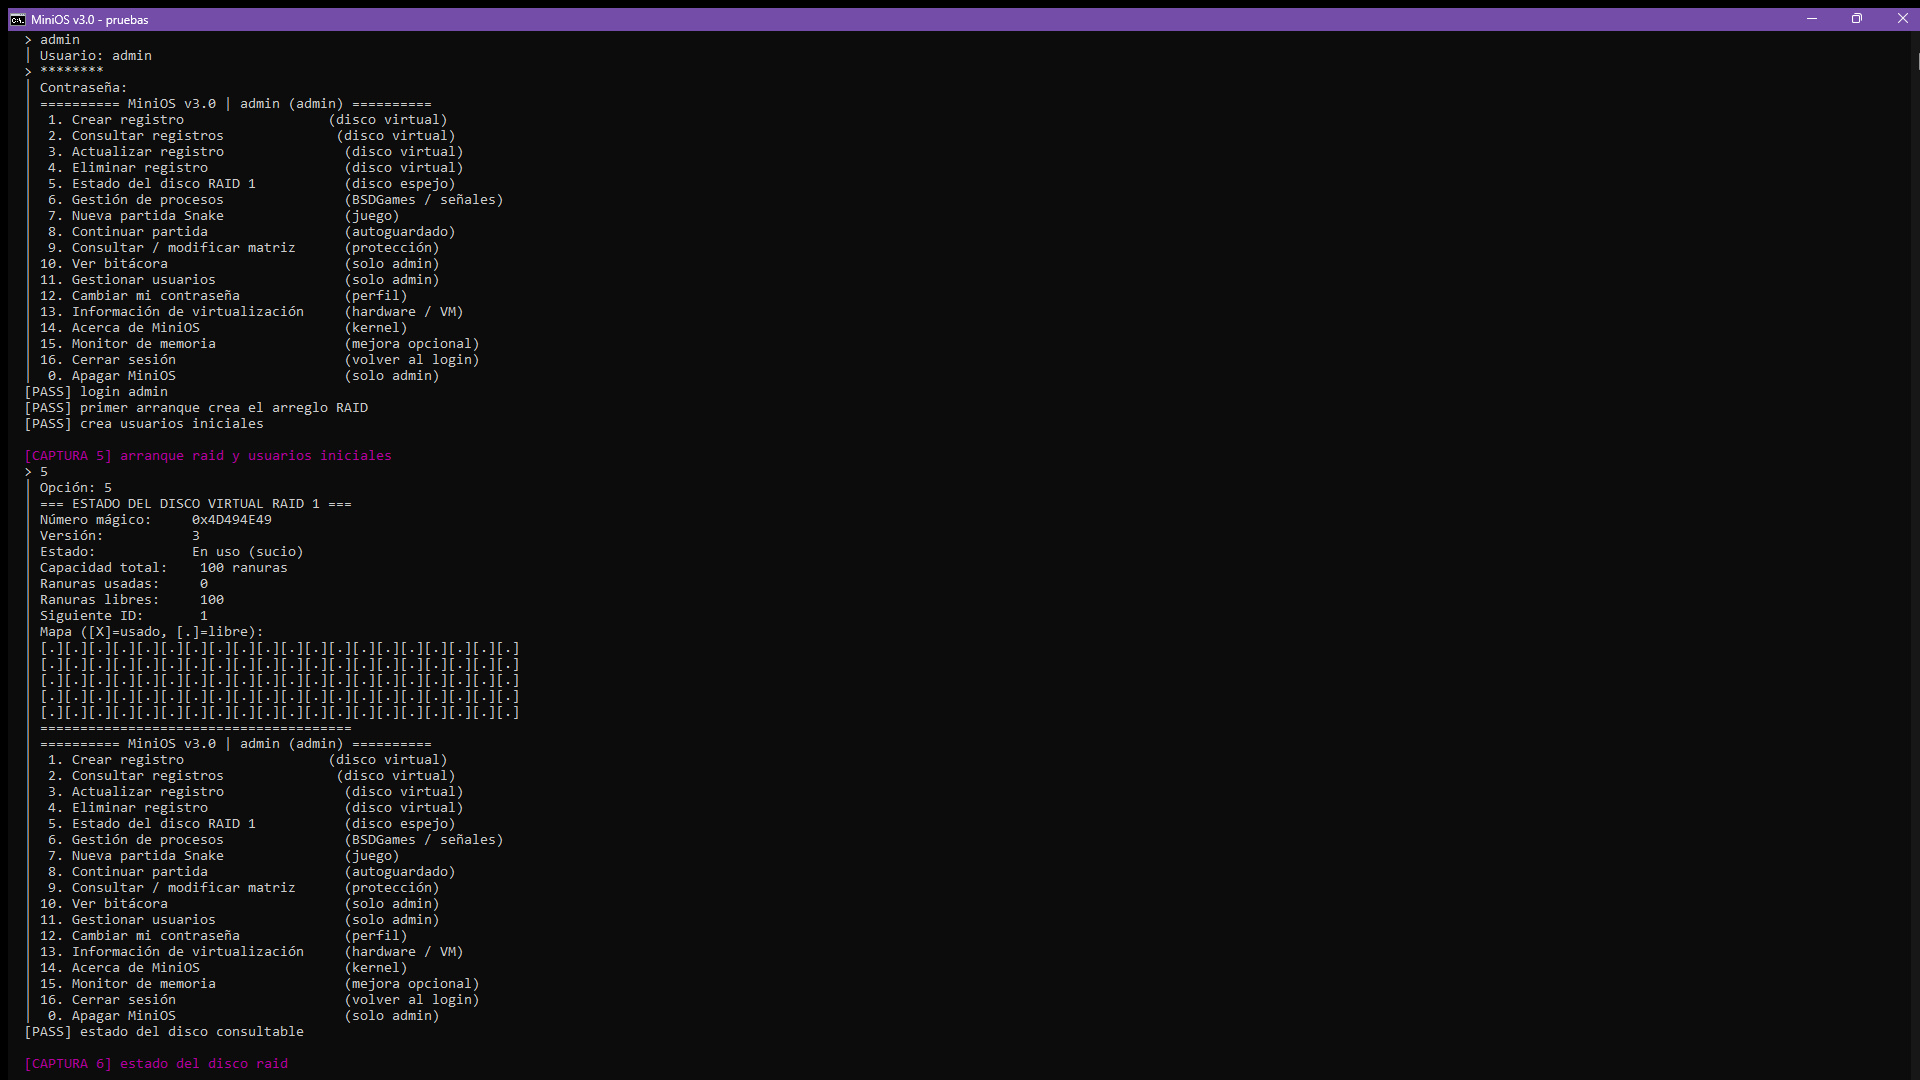 MiniOS v3.0 - pruebas
> admin
| Usuario: admin
> ********
| Contraseña:
| ========== MiniOS v3.0 | admin (admin) ==========
|  1. Crear registro                  (disco virtual)
|  2. Consultar registros              (disco virtual)
|  3. Actualizar registro               (disco virtual)
|  4. Eliminar registro                 (disco virtual)
|  5. Estado del disco RAID 1           (disco espejo)
|  6. Gestión de procesos               (BSDGames / señales)
|  7. Nueva partida Snake               (juego)
|  8. Continuar partida                 (autoguardado)
|  9. Consultar / modificar matriz      (protección)
| 10. Ver bitácora                      (solo admin)
| 11. Gestionar usuarios                (solo admin)
| 12. Cambiar mi contraseña             (perfil)
| 13. Información de virtualización     (hardware / VM)
| 14. Acerca de MiniOS                  (kernel)
| 15. Monitor de memoria                (mejora opcional)
| 16. Cerrar sesión                     (volver al login)
|  0. Apagar MiniOS                     (solo admin)
[PASS] login admin
[PASS] primer arranque crea el arreglo RAID
[PASS] crea usuarios iniciales
[CAPTURA 5] arranque raid y usuarios iniciales
> 5
| Opción: 5
| === ESTADO DEL DISCO VIRTUAL RAID 1 ===
| Número mágico:     0x4D494E49
| Versión:           3
| Estado:            En uso (sucio)
| Capacidad total:    100 ranuras
| Ranuras usadas:     0
| Ranuras libres:     100
| Siguiente ID:       1
| Mapa ([X]=usado, [.]=libre):
| [.][.][.][.][.][.][.][.][.][.][.][.][.][.][.][.][.][.][.][.]
| [.][.][.][.][.][.][.][.][.][.][.][.][.][.][.][.][.][.][.][.]
| [.][.][.][.][.][.][.][.][.][.][.][.][.][.][.][.][.][.][.][.]
| [.][.][.][.][.][.][.][.][.][.][.][.][.][.][.][.][.][.][.][.]
| [.][.][.][.][.][.][.][.][.][.][.][.][.][.][.][.][.][.][.][.]
| =======================================
| ========== MiniOS v3.0 | admin (admin) ==========
|  1. Crear registro                  (disco virtual)
|  2. Consultar registros              (disco virtual)
|  3. Actualizar registro               (disco virtual)
|  4. Eliminar registro                 (disco virtual)
|  5. Estado del disco RAID 1           (disco espejo)
|  6. Gestión de procesos               (BSDGames / señales)
|  7. Nueva partida Snake               (juego)
|  8. Continuar partida                 (autoguardado)
|  9. Consultar / modificar matriz      (protección)
| 10. Ver bitácora                      (solo admin)
| 11. Gestionar usuarios                (solo admin)
| 12. Cambiar mi contraseña             (perfil)
| 13. Información de virtualización     (hardware / VM)
| 14. Acerca de MiniOS                  (kernel)
| 15. Monitor de memoria                (mejora opcional)
| 16. Cerrar sesión                     (volver al login)
|  0. Apagar MiniOS                     (solo admin)
[PASS] estado del disco consultable
[CAPTURA 6] estado del disco raid